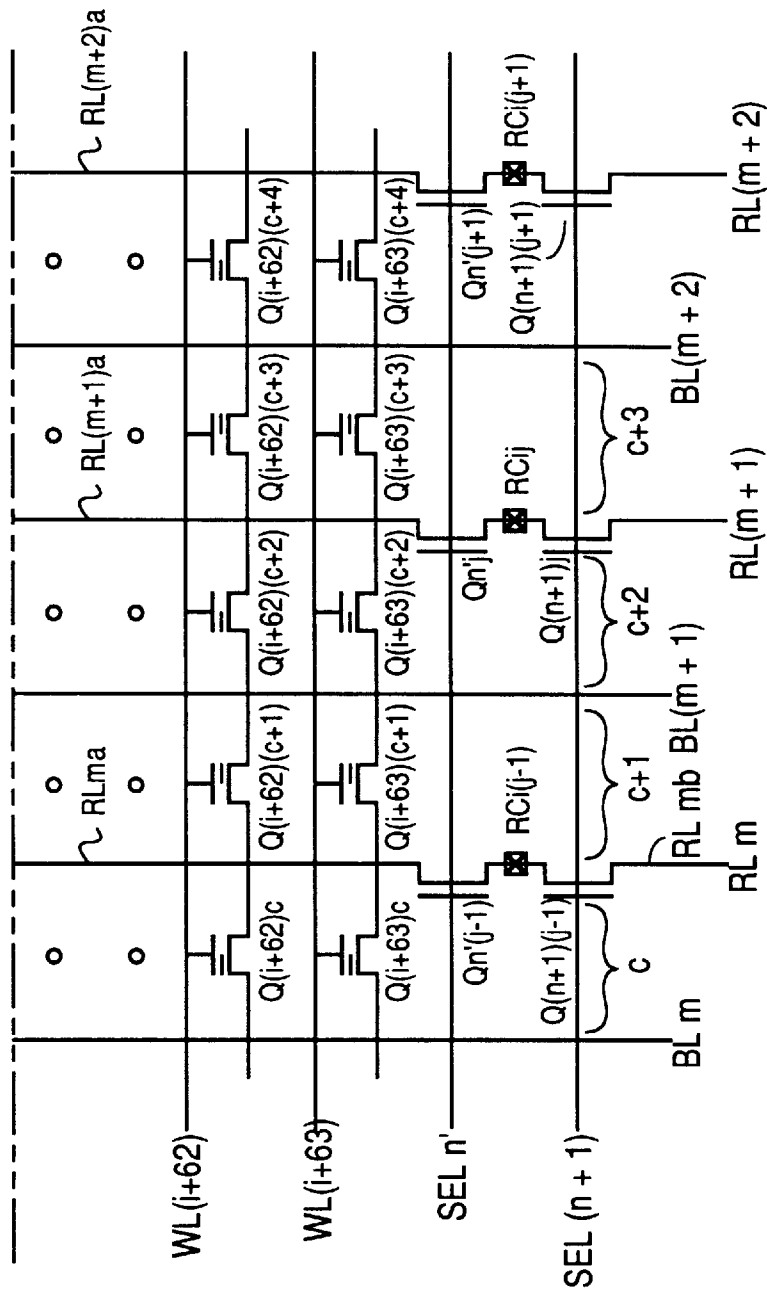 RLma
RL(m+1)a
RL(m+2)a
WL(i+62)
Q(i+62)c
Q(i+62)(c+1)
Q(i+62)(c+2)
Q(i+62)(c+3)
Q(i+62)(c+4)
WL(i+63)
Q(i+63)c
Q(i+63)(c+1)
Q(i+63)(c+2)
Q(i+63)(c+3)
Q(i+63)(c+4)
SEL n'
Qn'(j-1)
Qn'j
Qn'(j+1)
RCi(j-1)
RCij
RCi(j+1)
SEL (n + 1)
Q(n+1)(j-1)
Q(n+1)j
Q(n+1)(j+1)
c
c+1
c+2
c+3
RL mb
BL m
RL m
BL(m + 1)
RL(m + 1)
BL(m + 2)
RL(m + 2)